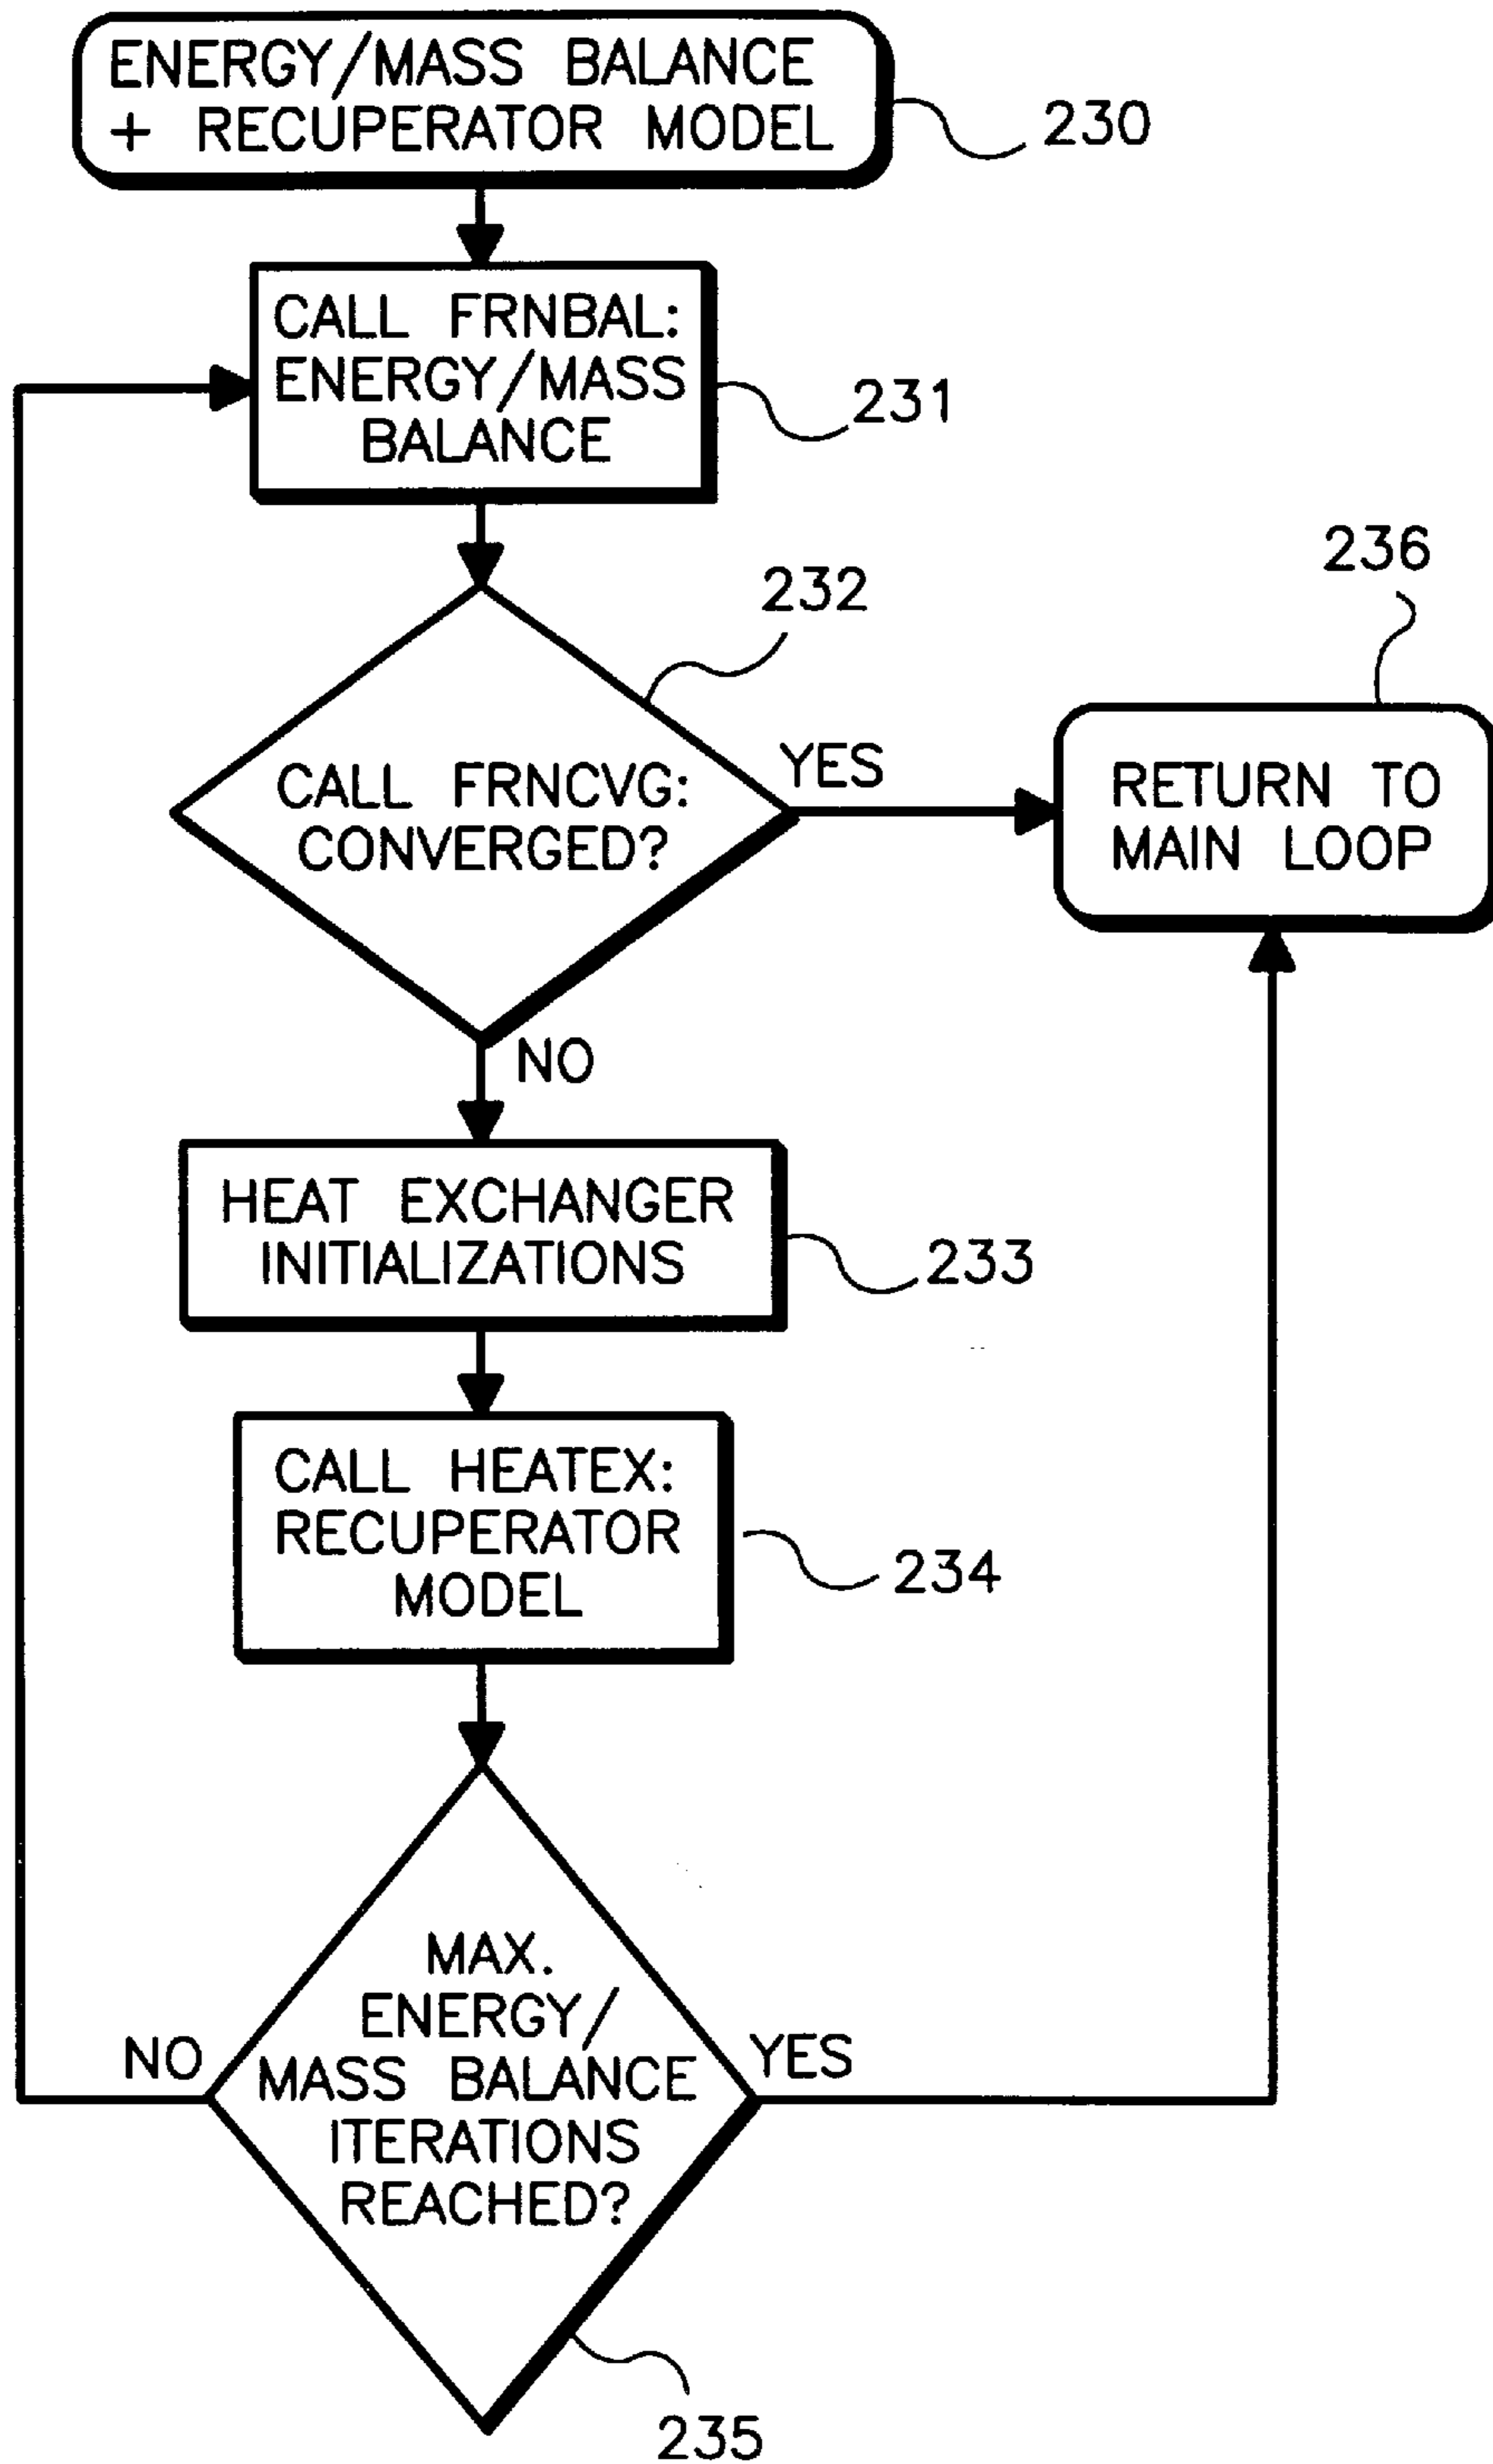 ENERGY/MASS BALANCE
+ RECUPERATOR MODEL
230
CALL FRNBAL:
ENERGY/MASS
BALANCE
231
232
236
CALL FRNCVG:
CONVERGED?
YES
RETURN TO
MAIN LOOP
NO
HEAT EXCHANGER
INITIALIZATIONS
233
CALL HEATEX:
RECUPERATOR
MODEL
234
MAX.
ENERGY/
MASS BALANCE
ITERATIONS
REACHED?
NO
YES
235